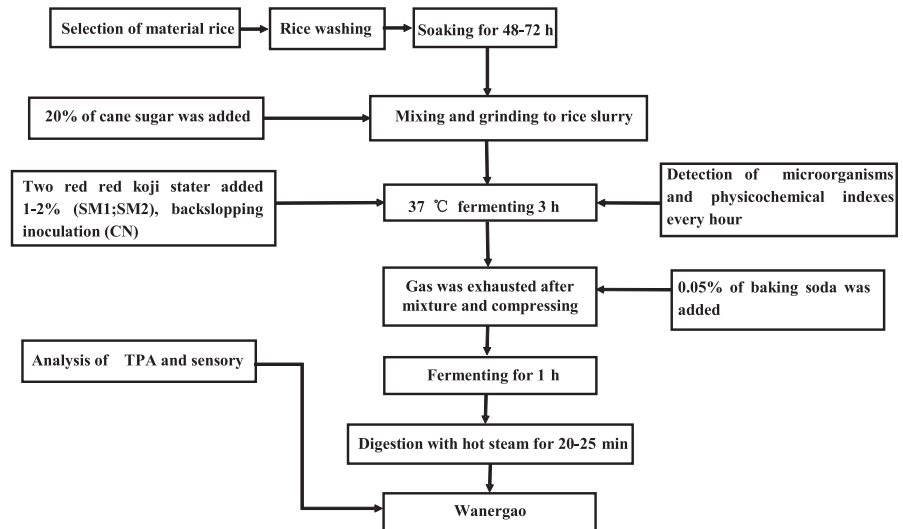 Selection of material rice
Rice washing
Soaking for 48-72 h
20% of cane sugar was added
Mixing and grinding to rice slurry
Two red red koji stater added
1-2% (SM1;SM2), backslopping
inoculation (CN)
37 ℃ fermenting 3 h
Detection of microorganisms
and physicochemical indexes
every hour
Gas was exhausted after
mixture and compressing
0.05% of baking soda was
added
Analysis of TPA and sensory
Fermenting for 1 h
Digestion with hot steam for 20-25 min
Wanergao